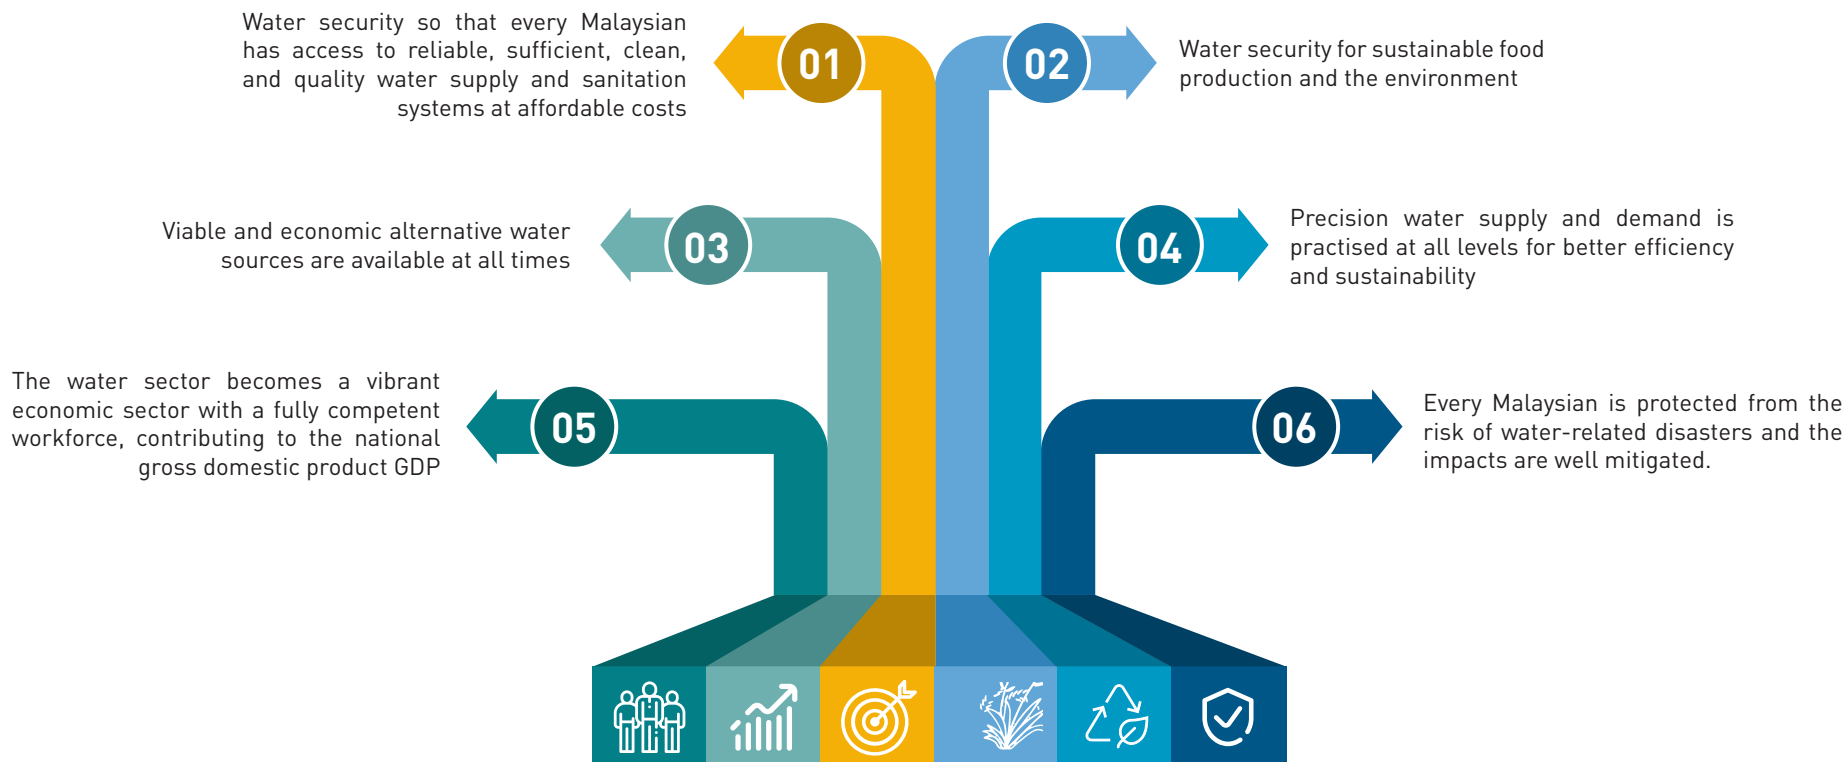 01
Water security so that every Malaysian
has access to reliable, sufficient, clean,
and quality water supply and sanitation
systems at affordable costs
02
Water security for sustainable food
production and the environment
03
Viable and economic alternative water
sources are available at all times
04
Precision water supply and demand is
practised at all levels for better efficiency
and sustainability
05
The water sector becomes a vibrant
economic sector with a fully competent
workforce, contributing to the national
gross domestic product GDP
06
Every Malaysian is protected from the
risk of water-related disasters and the
impacts are well mitigated.